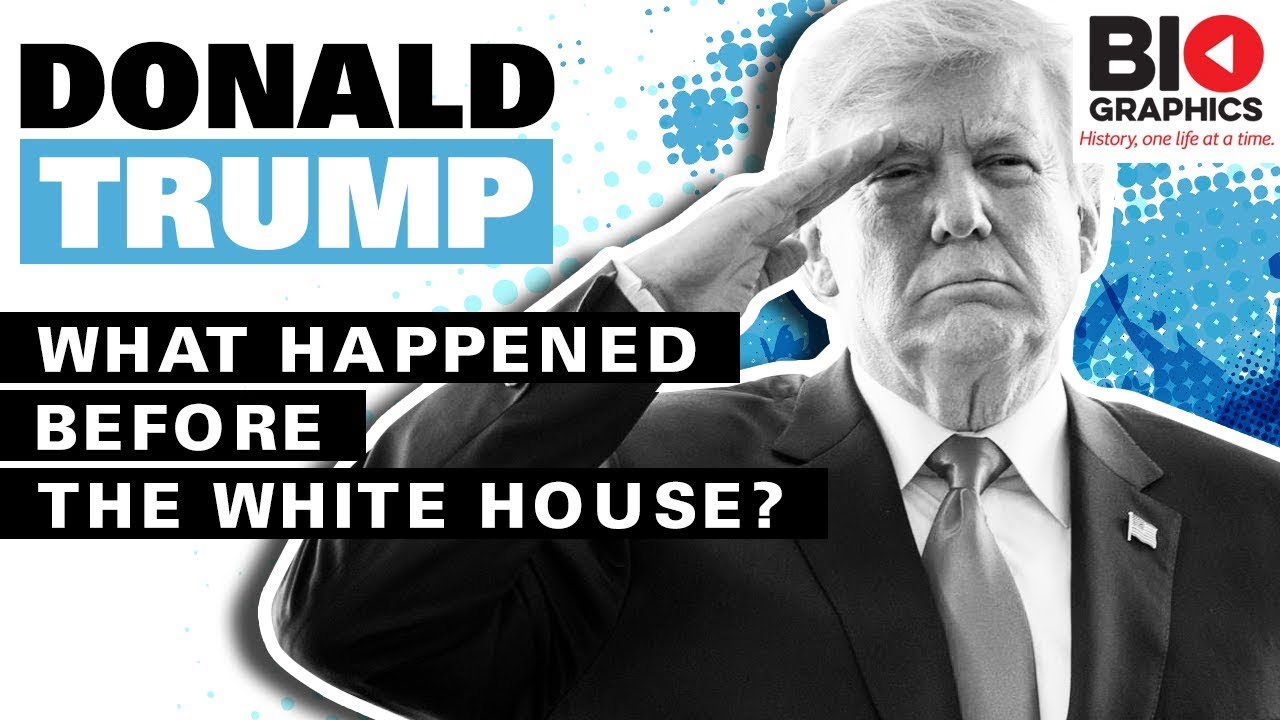 DONALD
TRUMP
WHAT HAPPENED
BEFORE
THE WHITE HOUSE?
BIO
GRAPHICS
History, one life at a time.